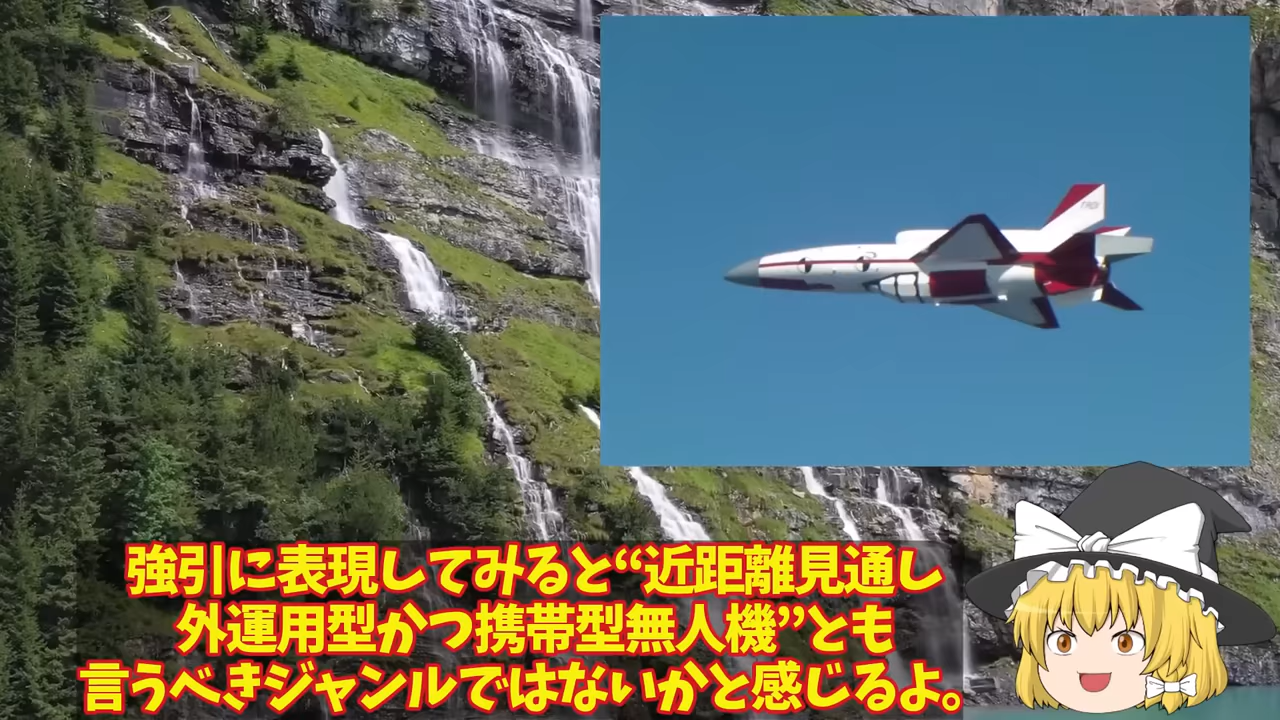 強引に表現してみると“近距離見通し
外運用型かつ携帯型無人機”とも
言うべきジャンルではないかと感じるよ。